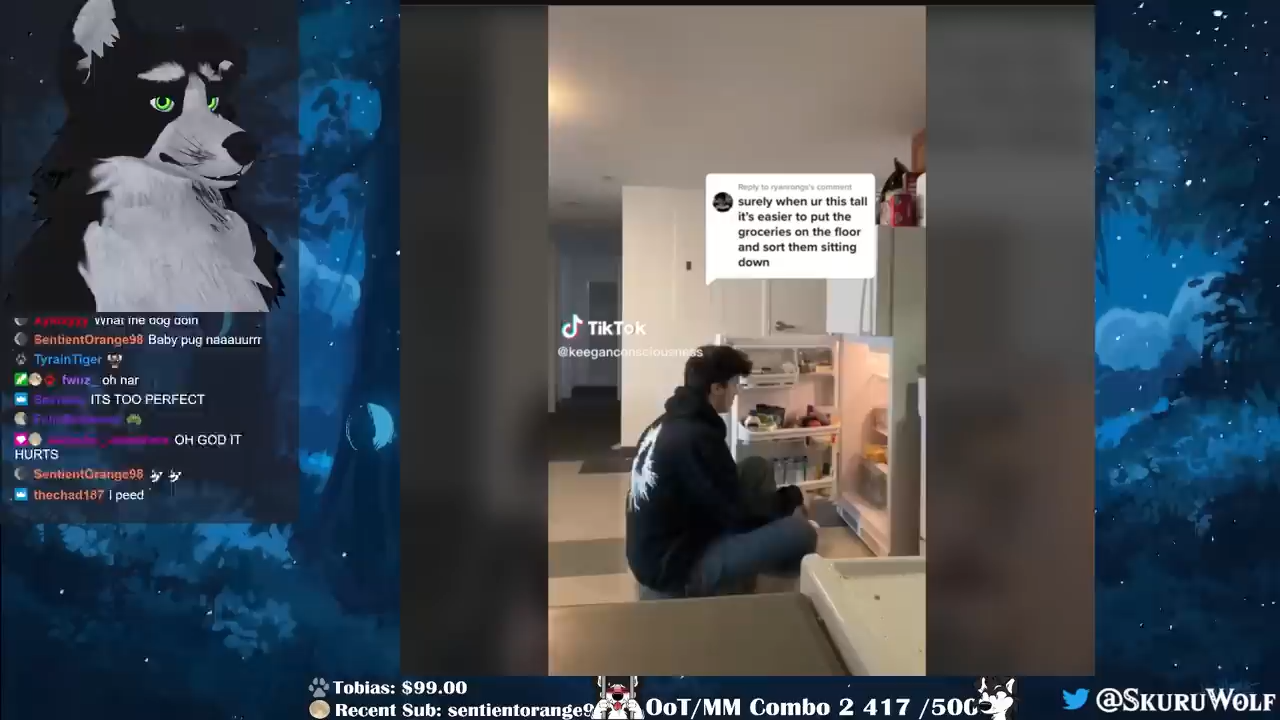 What the dog doin
SentientOrange98 Baby pug naaauurrr
TyrainTiger
fwuz_ oh nar
ITS TOO PERFECT
OH GOD IT
HURTS
SentientOrange98
thechad187 I peed
Reply to rywrongs's comment
surely when ur this tall
it's easier to put the
groceries on the floor
and sort them sitting
down
TikTok
@keeganconsciousness
Tobias: $99.00
Recent Sub: sentientorange9
OoT/MM Combo 2 417 /500
@SkuruWolf